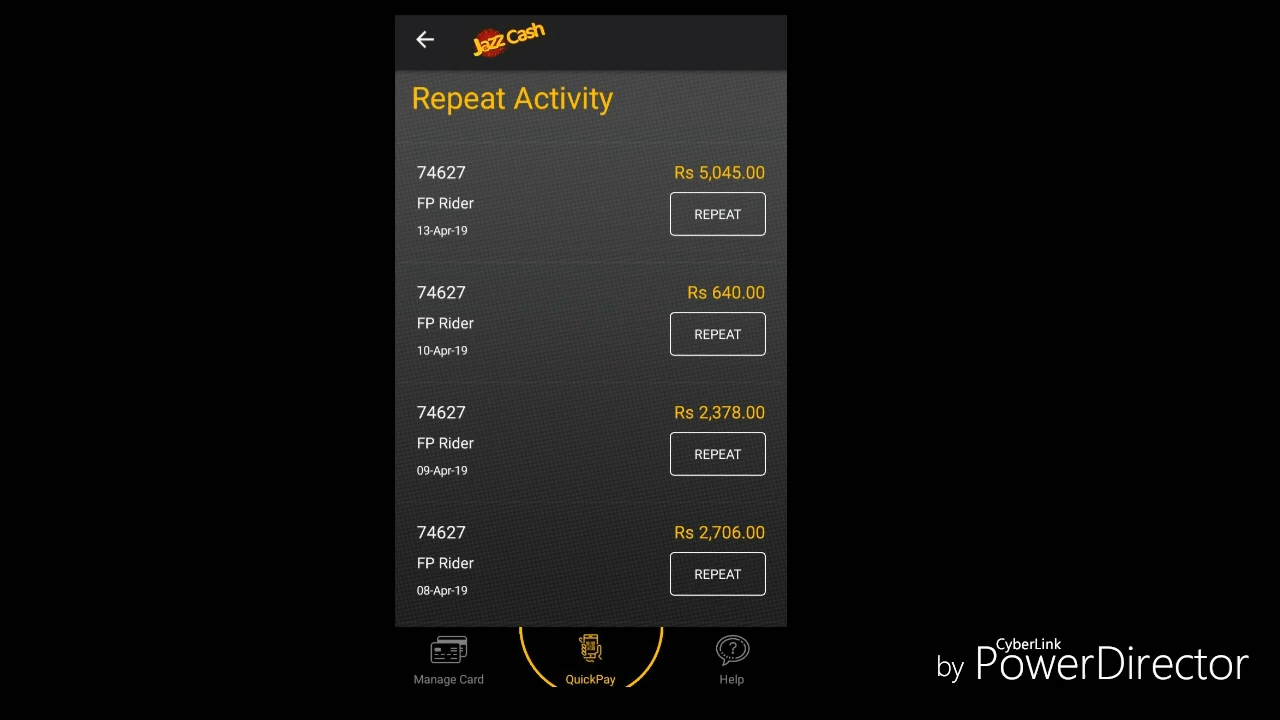 Jazz Cash
Repeat Activity
74627
Rs 5,045.00
FP Rider
REPEAT
13-Apr-19
74627
Rs 640.00
FP Rider
REPEAT
10-Apr-19
74627
Rs 2,378.00
FP Rider
REPEAT
09-Apr-19
74627
Rs 2,706.00
FP Rider
REPEAT
08-Apr-19
Manage Card
QuickPay
Help
CyberLink
by PowerDirector